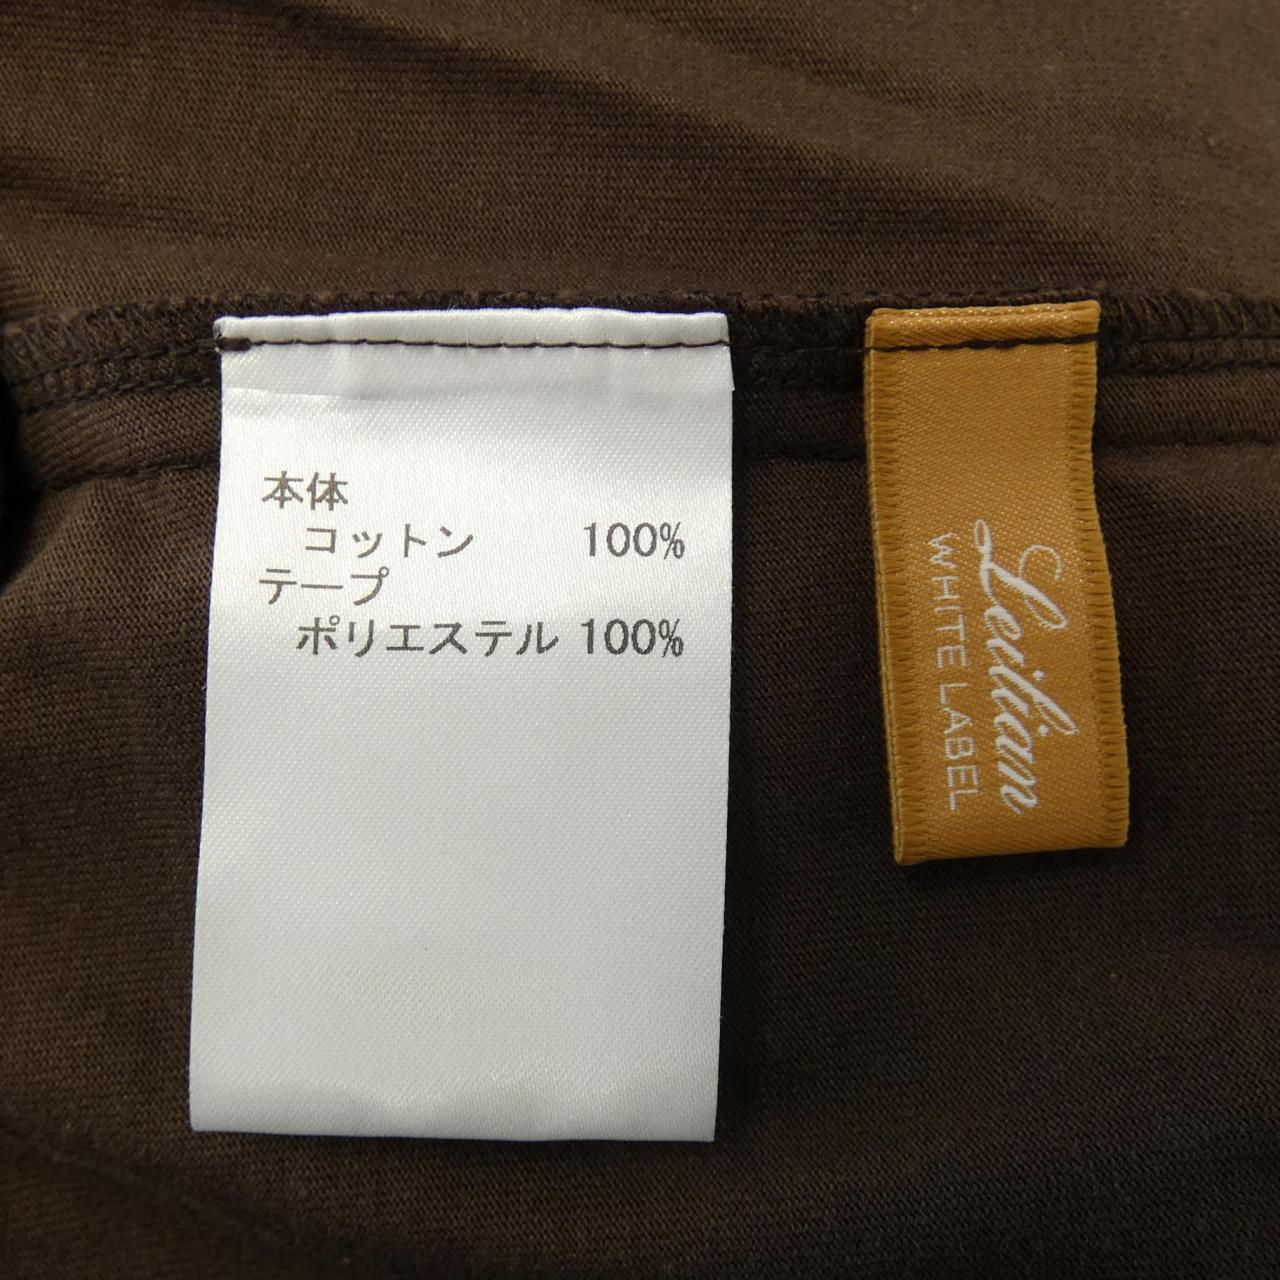 本体
コットン 100%
テープ
ポリエステル 100%
Levilian
WHITE LABEL